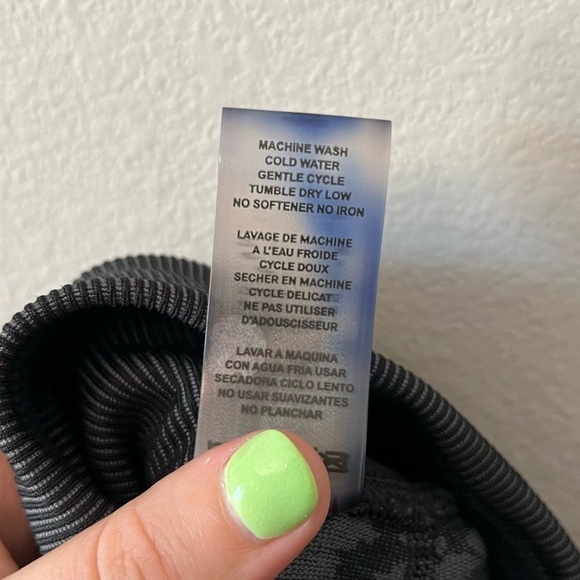 MACHINE WASH
COLD WATER
GENTLE CYCLE
TUMBLE DRY LOW
NO SOFTENER NO IRON
LAVAGE DE MACHINE
A L'EAU FROIDE
CYCLE DOUX
SECHER EN MACHINE
CYCLE DELICAT
NE PAS UTILISER
D'ADOUSCISSEUR
LAVAR A MAQUINA
CON AGUA FRIA USAR
SECADORA CICLO LENTO
NO USAR SUAVIZANTES
NO PLANCHAR